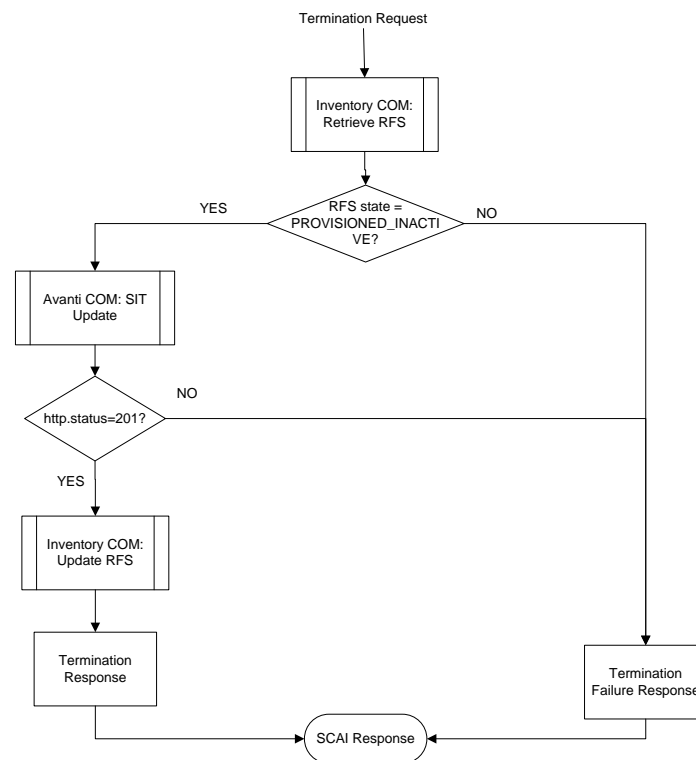 Termination Request
Inventory COM:
Retrieve RFS
RFS state =
PROVISIONED_INACTI
VE?
YES
NO
Avanti COM: SIT
Update
http.status=201?
NO
YES
Inventory COM:
Update RFS
Termination
Response
Termination
Failure Response
SCAI Response